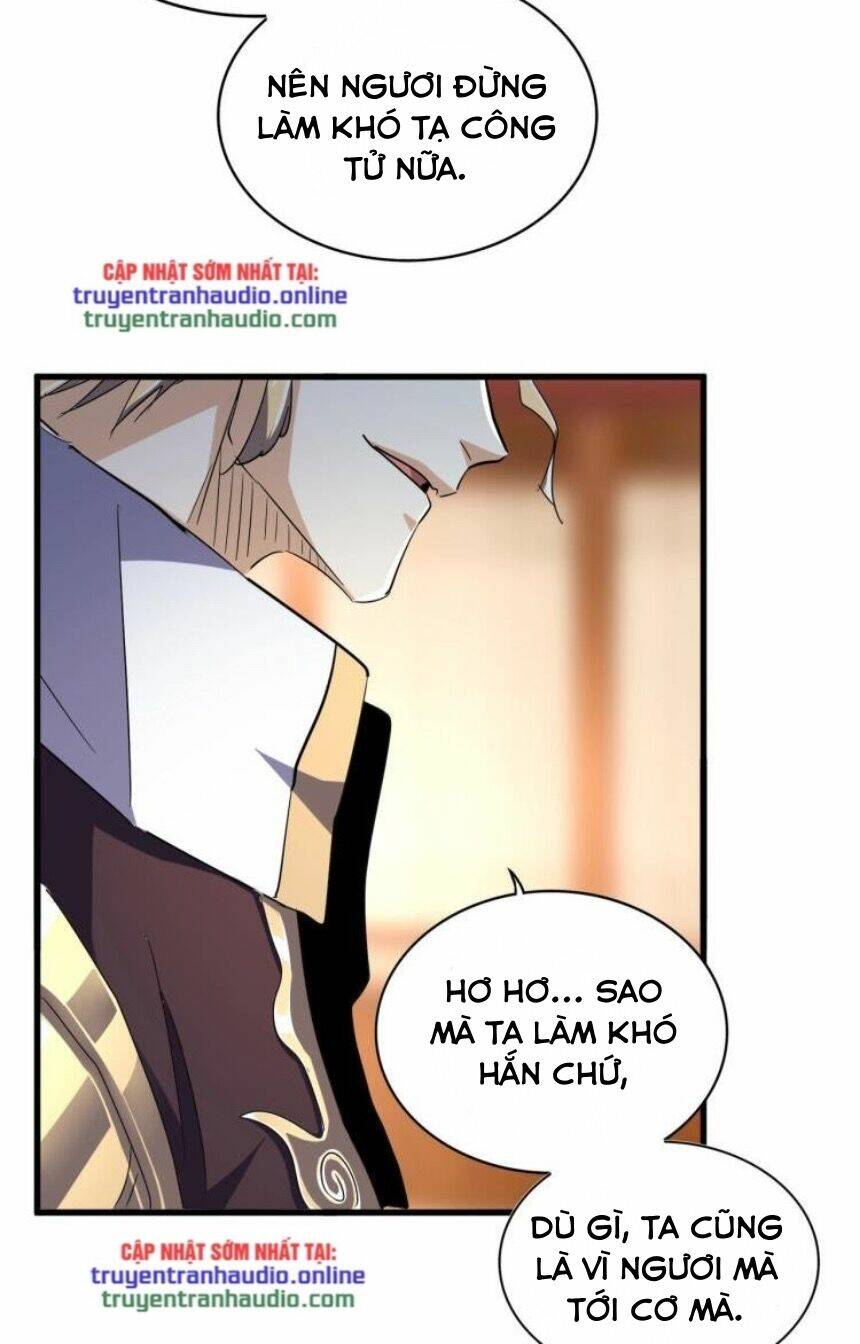 NÊN NGƯƠI ĐỪNG
LÀM KHÓ TẠ CÔNG
TỬ NỮA.
CẬP NHẬT SỚM NHẤT TẠI:
truyentranhaudio.online
truyentranhaudio.com
HƠ HƠ... SAO
MÀ TA LÀM KHÓ
HẮN CHỨ,
DÙ GÌ, TA CŨNG
LÀ VÌ NGƯƠI MÀ
TỚI CƠ MÀ.
CẬP NHẬT SỚM NHẤT TẠI:
truyentranhaudio.online
truyentranhaudio.com